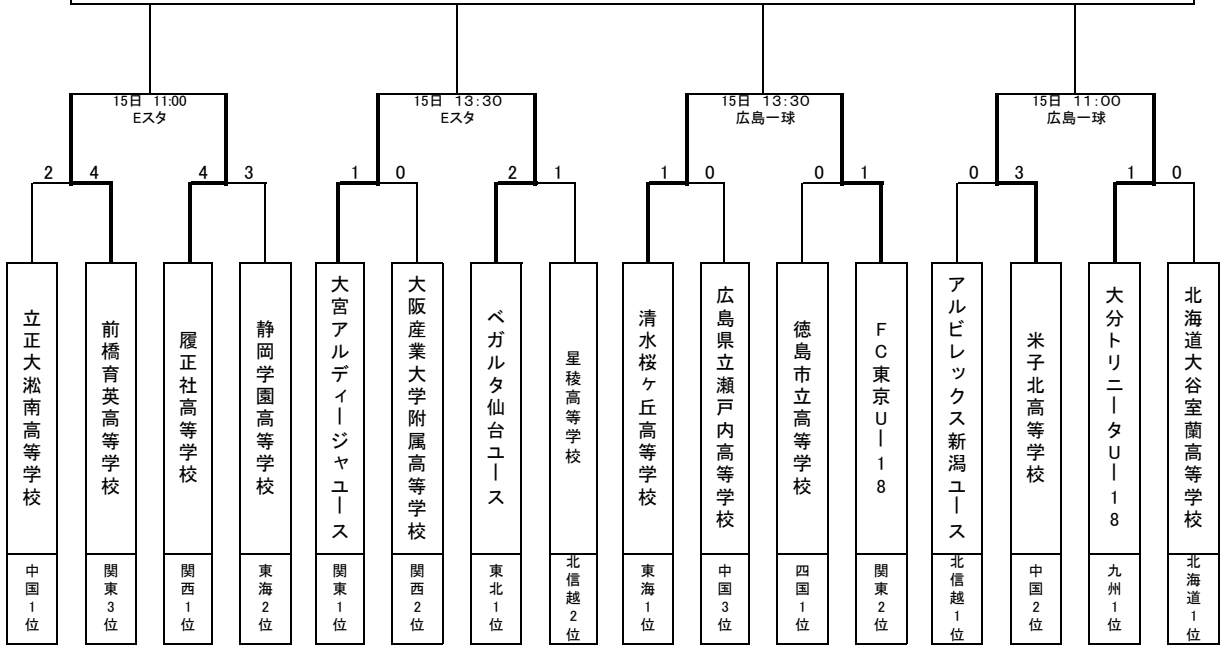 15日 11:00
Eスタ
15日 13:30
Eスタ
15日 13:30
広島一球
15日 11:00
広島一球
2 4 4 3 1 0 2 1 1 0 0 1 0 3 1 0
立正大淞南高等学校
前橋育英高等学校
履正社高等学校
静岡学園高等学校
大宮アルディージャユース
大阪産業大学附属高等学校
ベガルタ仙台ユース
星稜高等学校
清水桜ヶ丘高等学校
広島県立瀬戸内高等学校
徳島市立高等学校
FC東京U-18
アルビレックス新潟ユース
米子北高等学校
大分トリニータU-18
北海道大谷室蘭高等学校
中国1位
関東3位
関西1位
東海2位
関東1位
関西2位
東北1位
北信越2位
東海1位
中国3位
四国1位
関東2位
北信越1位
中国2位
九州1位
北海道1位